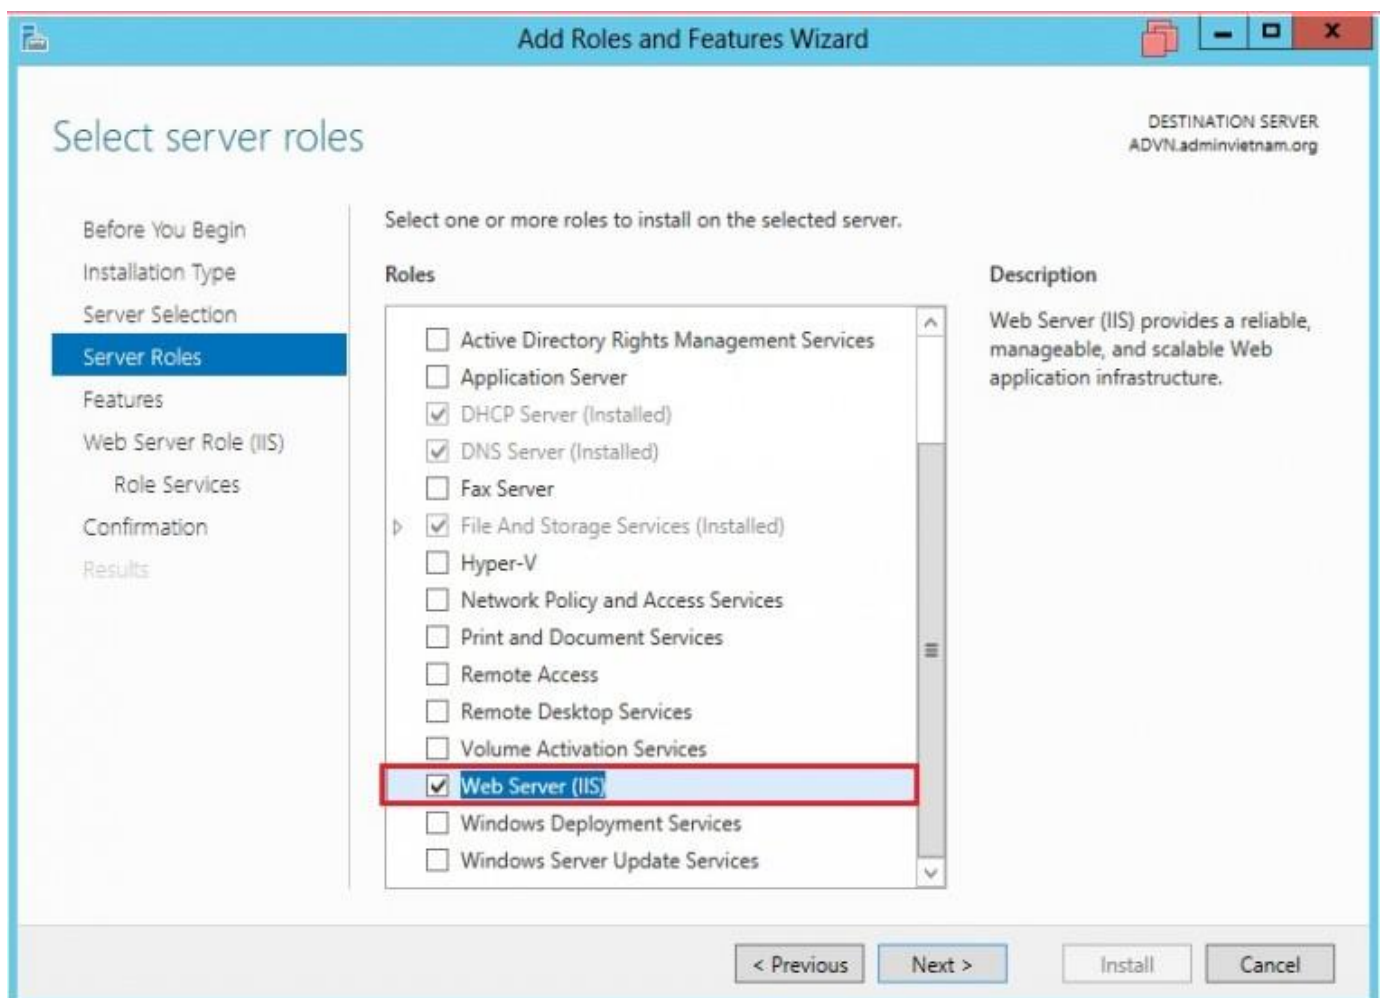 Add Roles and Features Wizard
Select server roles
DESTINATION SERVER
ADVN.adminvietnam.org
Before You Begin
Installation Type
Server Selection
Server Roles
Features
Web Server Role (IIS)
Role Services
Confirmation
Results
Select one or more roles to install on the selected server.
Roles
Active Directory Rights Management Services
Application Server
DHCP Server (Installed)
DNS Server (Installed)
Fax Server
File And Storage Services (Installed)
Hyper-V
Network Policy and Access Services
Print and Document Services
Remote Access
Remote Desktop Services
Volume Activation Services
Web Server (IIS)
Windows Deployment Services
Windows Server Update Services
Description
Web Server (IIS) provides a reliable,
manageable, and scalable Web
application infrastructure.
< Previous
Next >
Install
Cancel